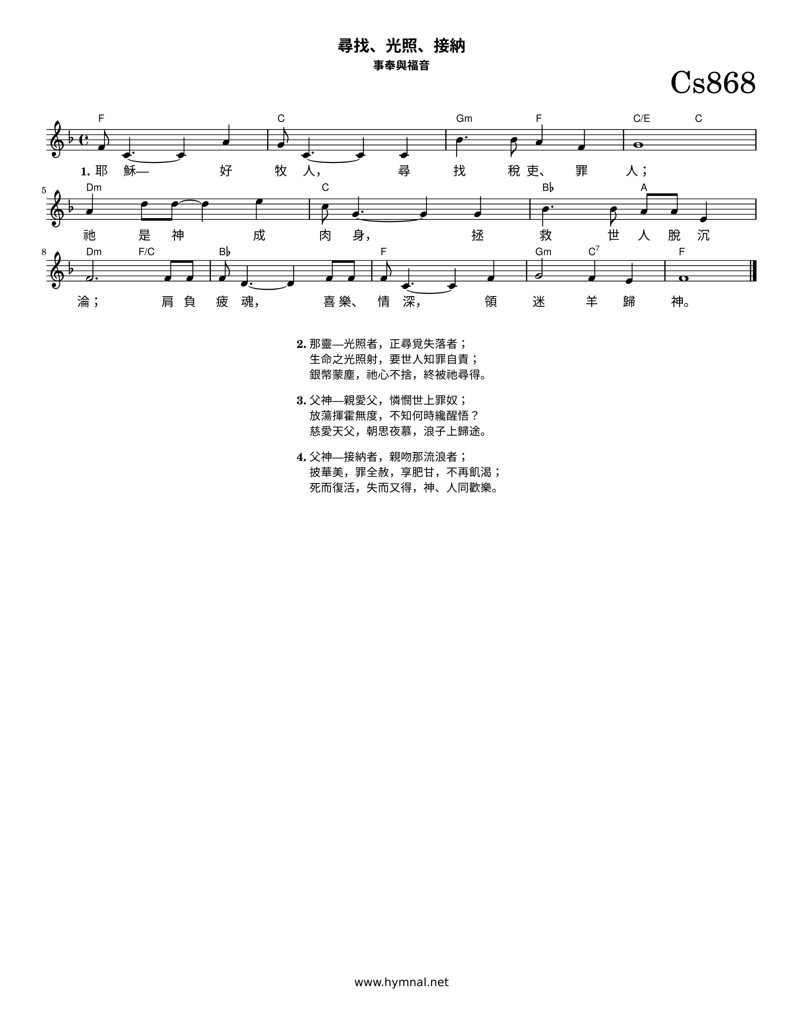 尋找、光照、接納
事奉與福音
Cs868
F C Gm F C/E C
1. 耶 穌— 好 牧 人， 尋 找 稅 吏、 罪 人；
5 Dm C B♭ A
祂 是 神 成 肉 身， 拯 救 世 人 脫 沉
8 Dm F/C B♭ F Gm C7 F
淪； 肩 負 疲 魂， 喜 樂、 情 深， 領 迷 羊 歸 神。
2. 那靈—光照者，正尋覓失落者；
生命之光照射，要世人知罪自責；
銀幣蒙塵，祂心不捨，終被祂尋得。
3. 父神—親愛父，憐憫世上罪奴；
放蕩揮霍無度，不知何時纔醒悟？
慈愛天父，朝思夜慕，浪子上歸途。
4. 父神—接納者，親吻那流浪者；
披華美，罪全赦，享肥甘，不再飢渴；
死而復活，失而又得，神、人同歡樂。
www.hymnal.net